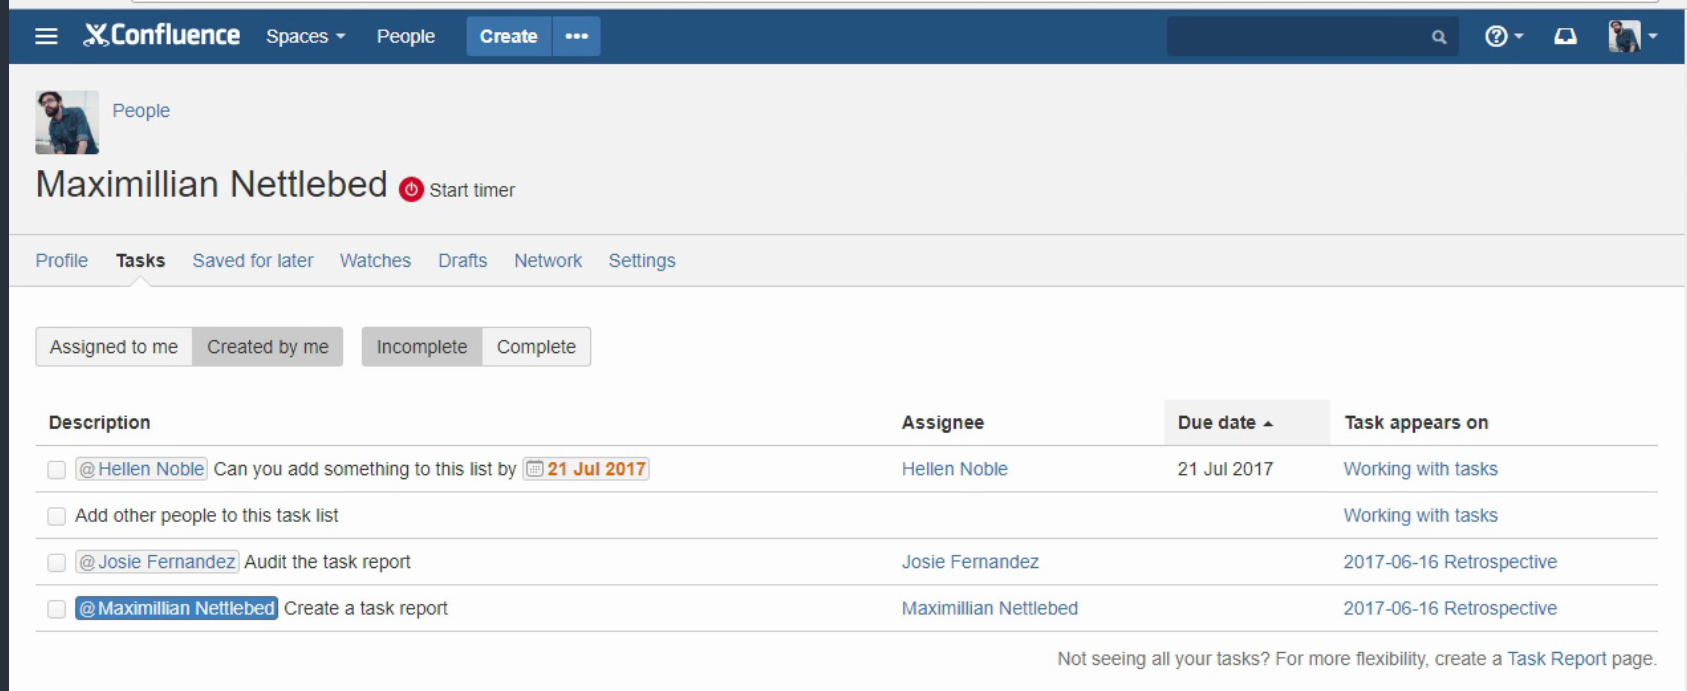 Confluence Spaces People Create •••
People
Maximillian Nettlebed Start timer
Profile Tasks Saved for later Watches Drafts Network Settings
Assigned to me Created by me Incomplete Complete
Description Assignee Due date Task appears on
@Hellen Noble Can you add something to this list by 21 Jul 2017 Hellen Noble 21 Jul 2017 Working with tasks
Add other people to this task list Working with tasks
@Josie Fernandez Audit the task report Josie Fernandez 2017-06-16 Retrospective
@Maximillian Nettlebed Create a task report Maximillian Nettlebed 2017-06-16 Retrospective
Not seeing all your tasks? For more flexibility, create a Task Report page.